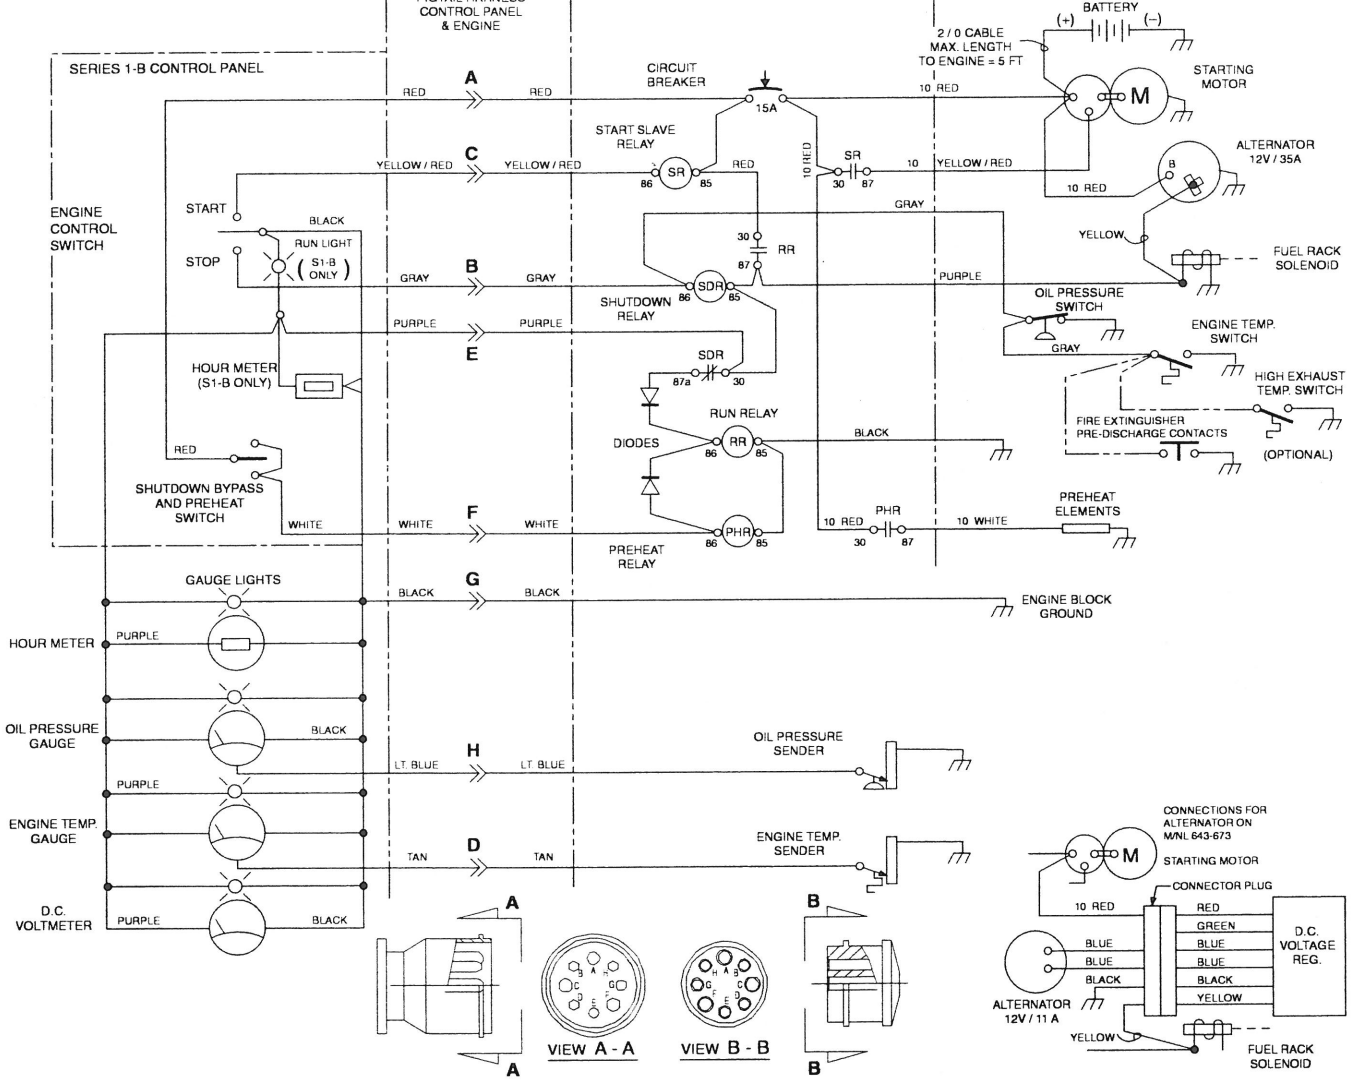 CONTROL PANEL
& ENGINE
BATTERY
(+)
(−)
2 / 0 CABLE
MAX. LENGTH
TO ENGINE = 5 FT
SERIES 1-B CONTROL PANEL
A
RED
RED
CIRCUIT
BREAKER
15A
10 RED
M
STARTING
MOTOR
START SLAVE
RELAY
C
YELLOW / RED
YELLOW / RED
SR
86
85
RED
10 RED
SR
30
87
10
YELLOW / RED
ALTERNATOR
12V / 35A
B
10 RED
ENGINE
CONTROL
SWITCH
START
BLACK
RUN LIGHT
( S1-B
ONLY )
STOP
GRAY
30
RR
87
YELLOW
FUEL RACK
SOLENOID
B
GRAY
GRAY
SDR
86
85
PURPLE
SHUTDOWN
RELAY
OIL PRESSURE
SWITCH
PURPLE
PURPLE
E
ENGINE TEMP.
SWITCH
GRAY
SDR
87a
30
HOUR METER
(S1-B ONLY)
HIGH EXHAUST
TEMP. SWITCH
RUN RELAY
DIODES
RR
86
85
BLACK
FIRE EXTINGUISHER
PRE-DISCHARGE CONTACTS
(OPTIONAL)
RED
SHUTDOWN BYPASS
AND PREHEAT
SWITCH
PREHEAT
ELEMENTS
F
WHITE
WHITE
WHITE
PHR
86
85
PREHEAT
RELAY
10 RED
PHR
30
87
10 WHITE
GAUGE LIGHTS
G
BLACK
BLACK
ENGINE BLOCK
GROUND
HOUR METER
PURPLE
OIL PRESSURE
GAUGE
BLACK
H
LT. BLUE
LT. BLUE
OIL PRESSURE
SENDER
PURPLE
ENGINE TEMP.
GAUGE
D
TAN
TAN
ENGINE TEMP.
SENDER
D.C.
VOLTMETER
PURPLE
BLACK
A
A
B
B
A
B
H
C
G
D
F
E
VIEW A - A
A
H
B
G
C
F
D
E
VIEW B - B
CONNECTIONS FOR
ALTERNATOR ON
M/NL 643-673
M
STARTING MOTOR
CONNECTOR PLUG
10 RED
RED
GREEN
BLUE
BLUE
BLUE
BLUE
BLACK
BLACK
YELLOW
D.C.
VOLTAGE
REG.
ALTERNATOR
12V / 11 A
YELLOW
FUEL RACK
SOLENOID